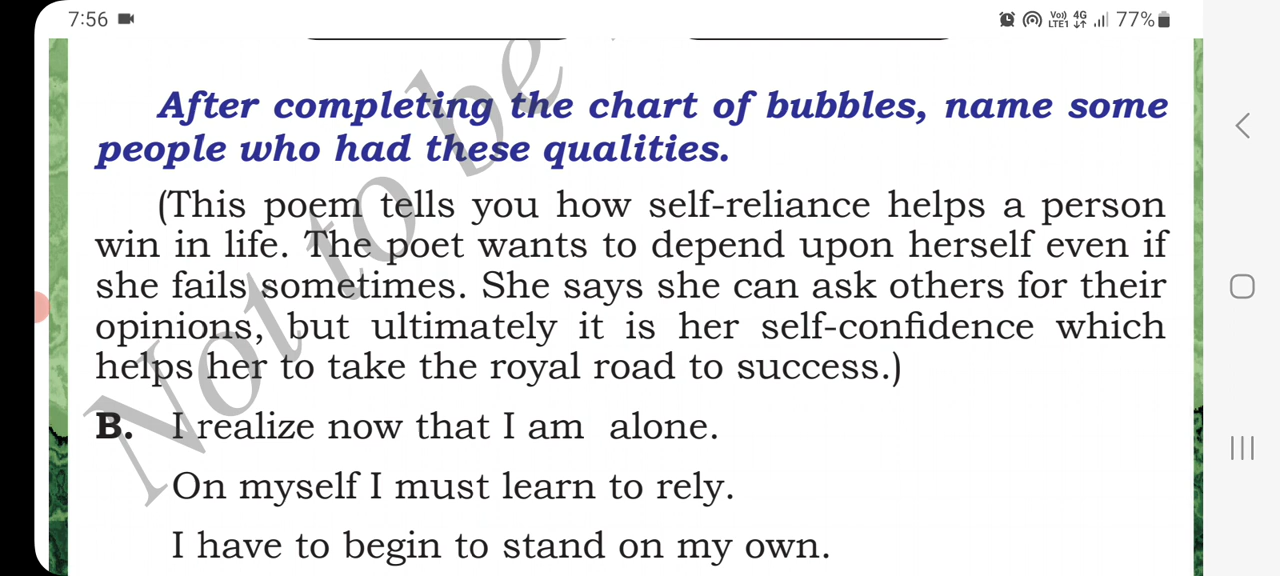 7:56
Vo)) 4G
LTE1 77%
After completing the chart of bubbles, name some
people who had these qualities.
(This poem tells you how self-reliance helps a person
win in life. The poet wants to depend upon herself even if
she fails sometimes. She says she can ask others for their
opinions, but ultimately it is her self-confidence which
helps her to take the royal road to success.)
B. I realize now that I am alone.
On myself I must learn to rely.
I have to begin to stand on my own.
Not to be